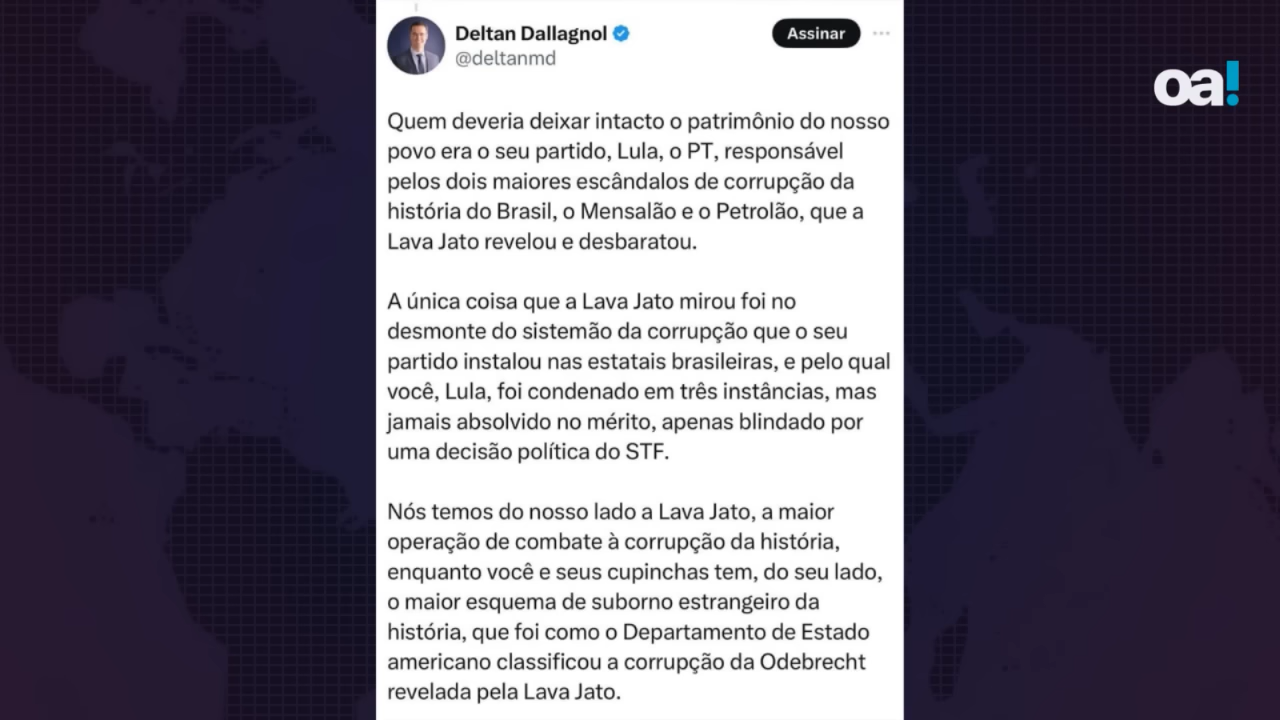 Deltan Dallagnol
@deltanmd
Assinar
oa!
Quem deveria deixar intacto o patrimônio do nosso
povo era o seu partido, Lula, o PT, responsável
pelos dois maiores escândalos de corrupção da
história do Brasil, o Mensalão e o Petrolão, que a
Lava Jato revelou e desbaratou.
A única coisa que a Lava Jato mirou foi no
desmonte do sistemão da corrupção que o seu
partido instalou nas estatais brasileiras, e pelo qual
você, Lula, foi condenado em três instâncias, mas
jamais absolvido no mérito, apenas blindado por
uma decisão política do STF.
Nós temos do nosso lado a Lava Jato, a maior
operação de combate à corrupção da história,
enquanto você e seus cupinchas tem, do seu lado,
o maior esquema de suborno estrangeiro da
história, que foi como o Departamento de Estado
americano classificou a corrupção da Odebrecht
revelada pela Lava Jato.